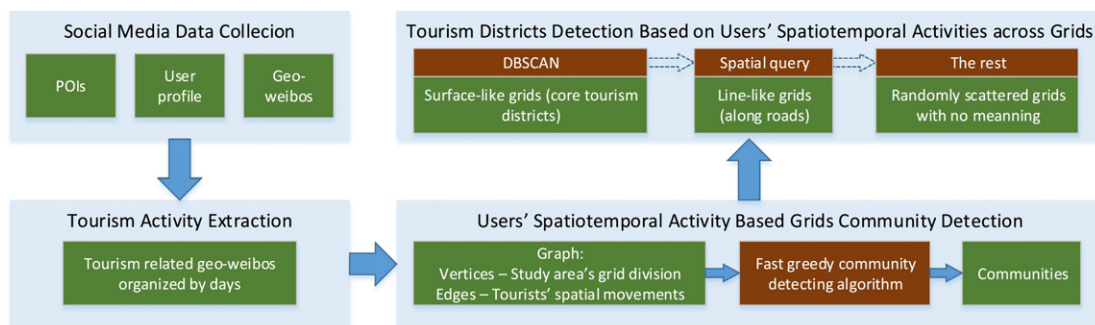 Social Media Data Collecion
POIs
User
profile
Geo-
weibos
Tourism Activity Extraction
Tourism related geo-weibos
organized by days
Users’ Spatiotemporal Activity Based Grids Community Detection
Graph:
Vertices – Study area’s grid division
Edges – Tourists’ spatial movements
Fast greedy community
detecting algorithm
Communities
Tourism Districts Detection Based on Users’ Spatiotemporal Activities across Grids
DBSCAN
Surface-like grids (core tourism
districts)
Spatial query
Line-like grids
(along roads)
The rest
Randomly scattered grids
with no meanning